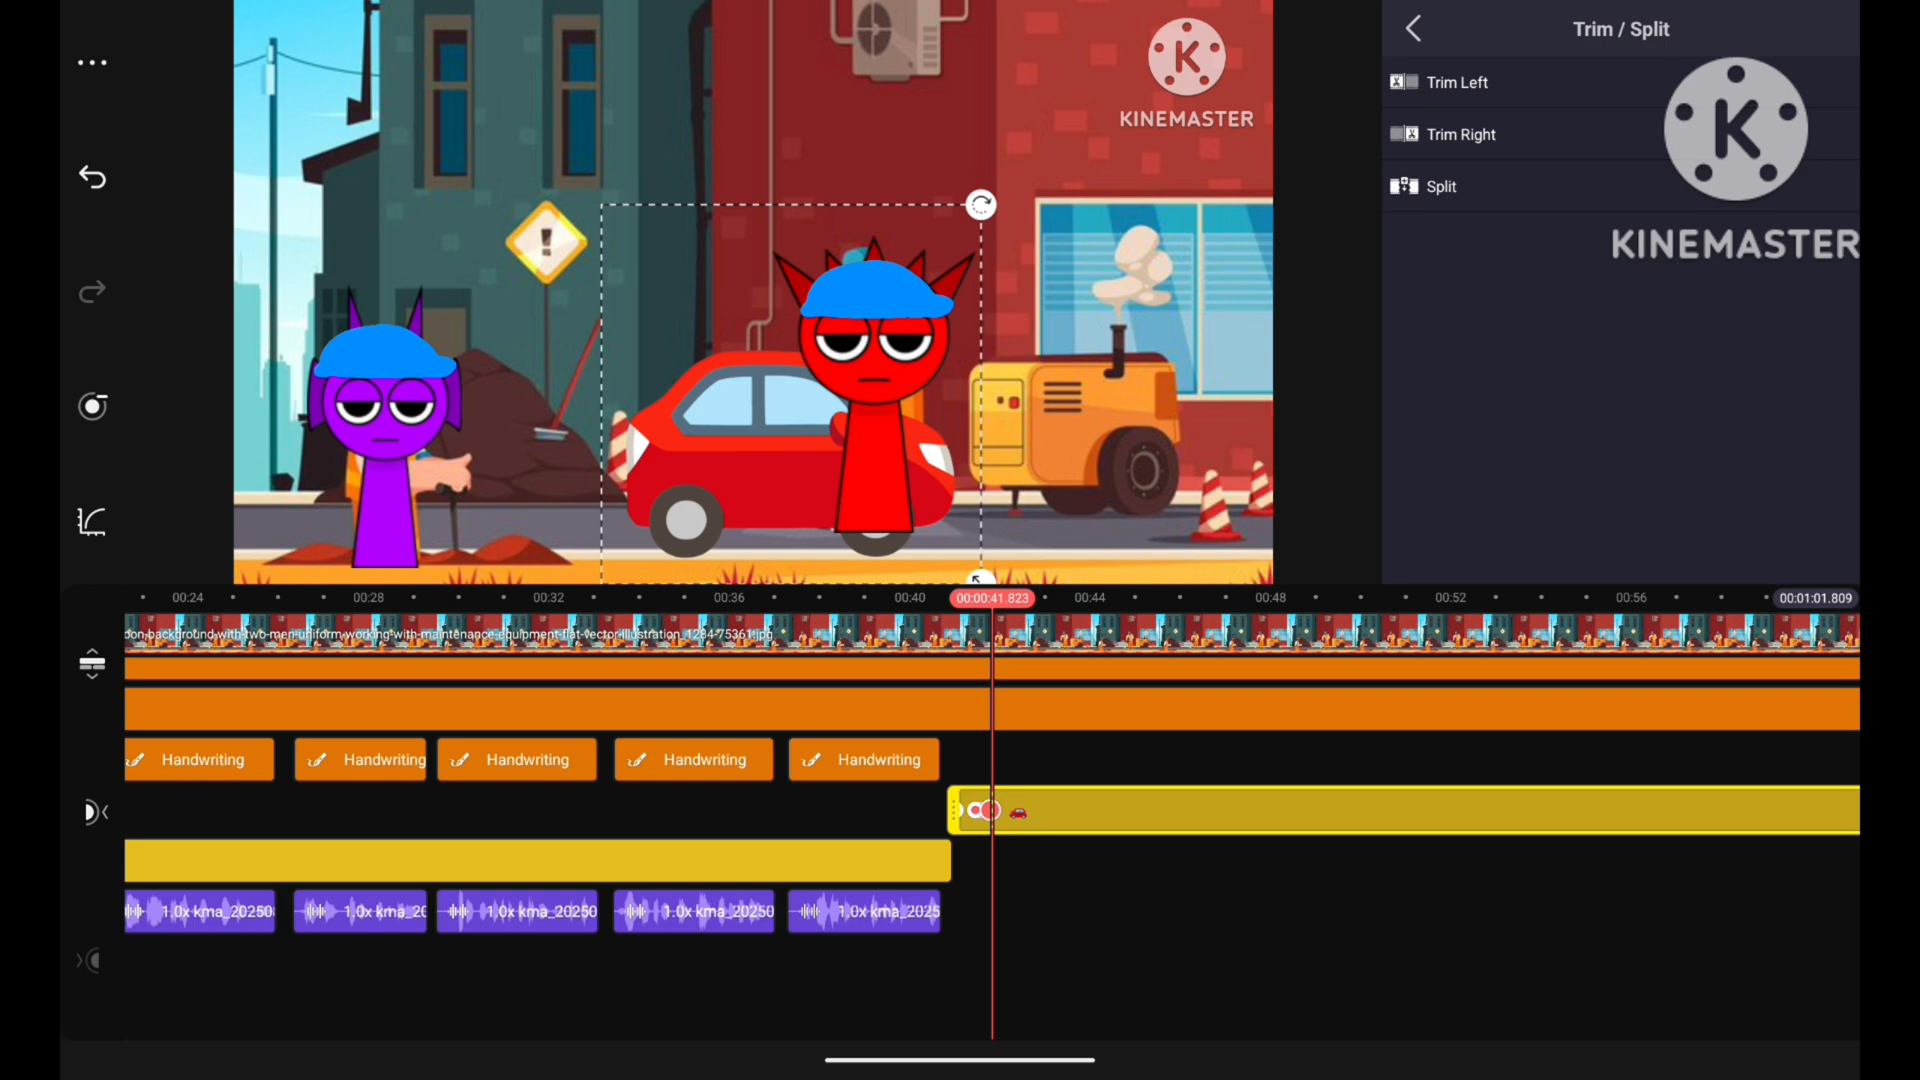 K
KINEMASTER
Trim / Split
Trim Left
Trim Right
Split
K
KINEMASTER
!
00:24
00:28
00:32
00:36
00:40
00:00:41.823
00:44
00:48
00:52
00:56
00:01:01.809
on-background-with-two-men-uniform-working-with-maintenance-equipment-flat-vector-illustration_1284-75361.jpg
Handwriting
Handwriting
Handwriting
Handwriting
Handwriting
1.0x kma_20250
1.0x kma_20
1.0x kma_20250
1.0x kma_20250
1.0x kma_2025